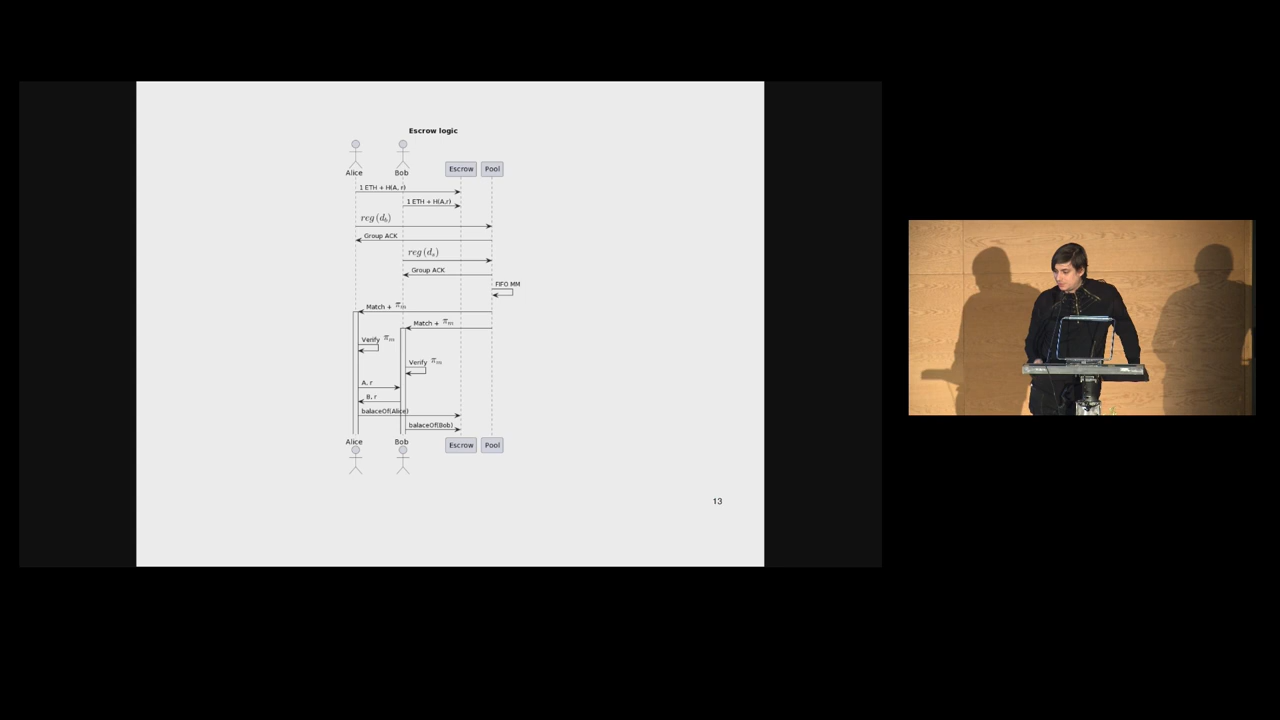 Escrow logic
Alice
Bob
Escrow
Pool
1 ETH + H(A, r)
1 ETH + H(A,r)
reg (d_b)
Group ACK
reg (d_s)
Group ACK
FIFO MM
Match + π_m
Match + π_m
Verify π_m
Verify π_m
A, r
B, r
balaceOf(Alice)
balaceOf(Bob)
Alice
Bob
Escrow
Pool
13